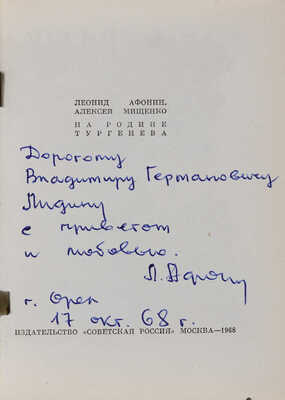 ЛЕОНИД АФОНИН,
АЛЕКСЕЙ МИЩЕНКО
НА РОДИНЕ
ТУРГЕНЕВА
Дорогому
Владимиру Германовичу
Лидину
с приветом
и любовью.
Л. Афонин
г. Орел
17 окт. 68 г.
ИЗДАТЕЛЬСТВО «СОВЕТСКАЯ РОССИЯ» МОСКВА—1968